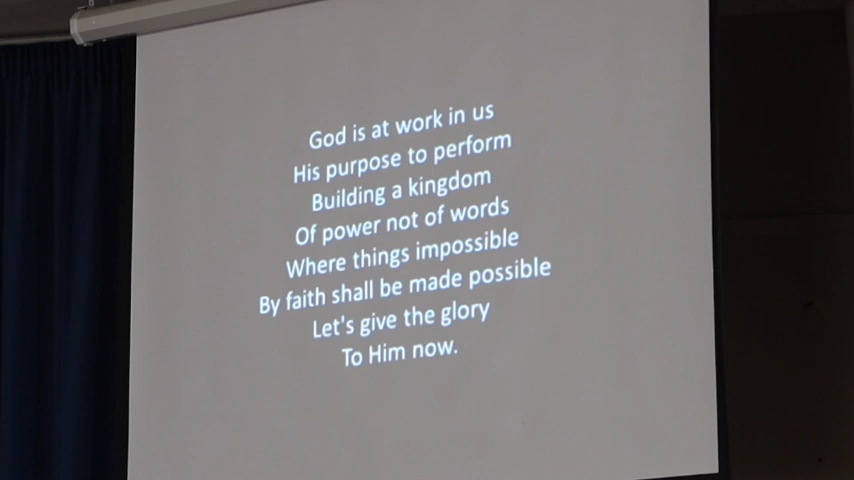 God is at work in us
His purpose to perform
Building a kingdom
Of power not of words
Where things impossible
By faith shall be made possible
Let's give the glory
To Him now.